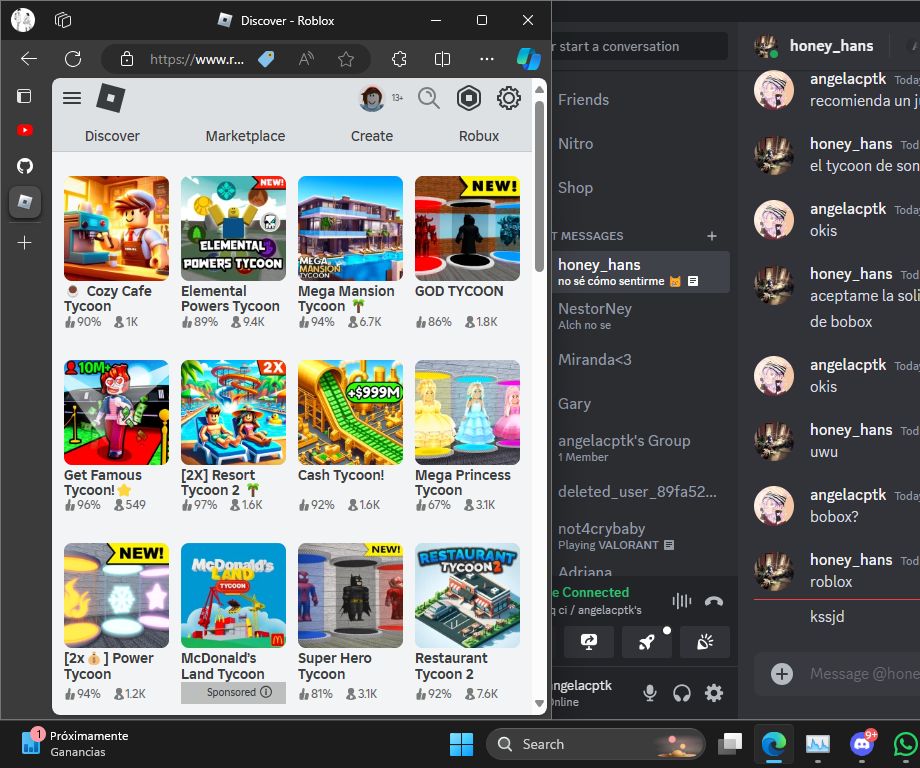 Discover - Roblox
https://www.r...
13+
Discover
Marketplace
Create
Robux
NEW!
ELEMENTAL
POWERS TYCOON
MEGA
MANSION
TYCOON
NEW!
☕ Cozy Cafe
Tycoon
90% 1K
Elemental
Powers Tycoon
89% 9.4K
Mega Mansion
Tycoon 🌴
94% 6.7K
GOD TYCOON
86% 1.8K
10M+
2X
+$999M
Get Famous
Tycoon! ⭐
96% 549
[2X] Resort
Tycoon 2 🌴
97% 1.6K
Cash Tycoon!
92% 1.6K
Mega Princess
Tycoon
67% 3.1K
NEW!
McDonald's
LAND
TYCOON
NEW!
RESTAURANT
TYCOON 2
[2x💰] Power
Tycoon
94% 1.2K
McDonald's
Land Tycoon
Sponsored
Super Hero
Tycoon
81% 3.1K
Restaurant
Tycoon 2
92% 7.6K
r start a conversation
Friends
Nitro
Shop
T MESSAGES
honey_hans
no sé cómo sentirme
NestorNey
Alch no se
Miranda<3
Gary
angelacptk's Group
1 Member
deleted_user_89fa52...
not4crybaby
Playing VALORANT
Adriana
e Connected
q ci / angelacptk's
ngelacptk
nline
honey_hans
angelacptk Today
recomienda un ju
honey_hans Tod
el tycoon de son
angelacptk Today
okis
honey_hans Tod
aceptame la soli
de bobox
angelacptk Today
okis
honey_hans Tod
uwu
angelacptk Today
bobox?
honey_hans Tod
roblox
kssjd
Message @hone
1
Próximamente
Ganancias
Search
9+